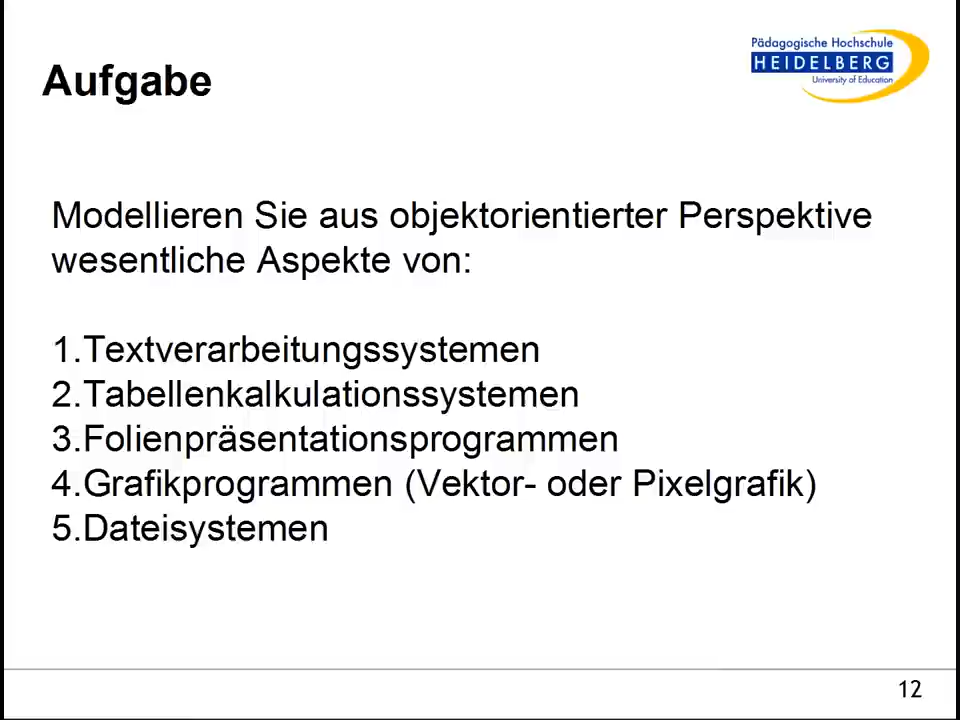 Aufgabe
Pädagogische Hochschule
HEIDELBERG
University of Education
Modellieren Sie aus objektorientierter Perspektive
wesentliche Aspekte von:
1.Textverarbeitungssystemen
2.Tabellenkalkulationssystemen
3.Folienpräsentationsprogrammen
4.Grafikprogrammen (Vektor- oder Pixelgrafik)
5.Dateisystemen
12